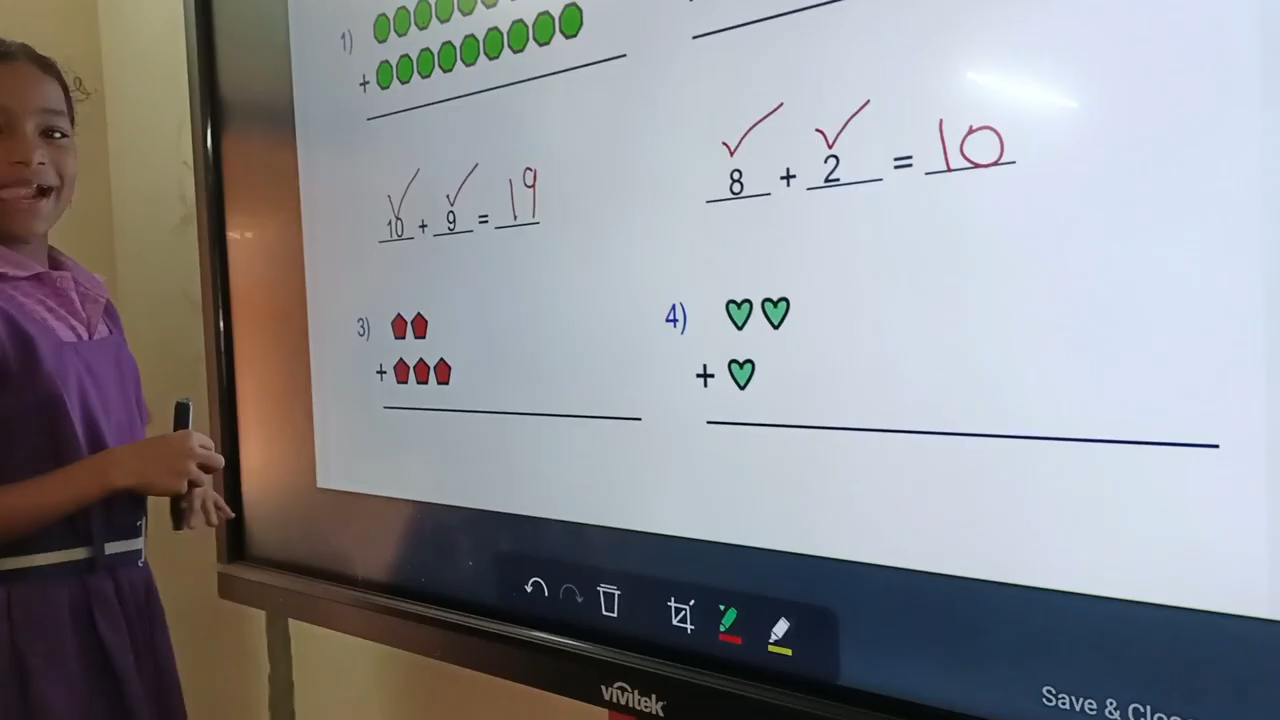 1)
+
10 + 9 = 19
8 + 2 = 10
3)
+
4)
+
vivitek
Save & Clo